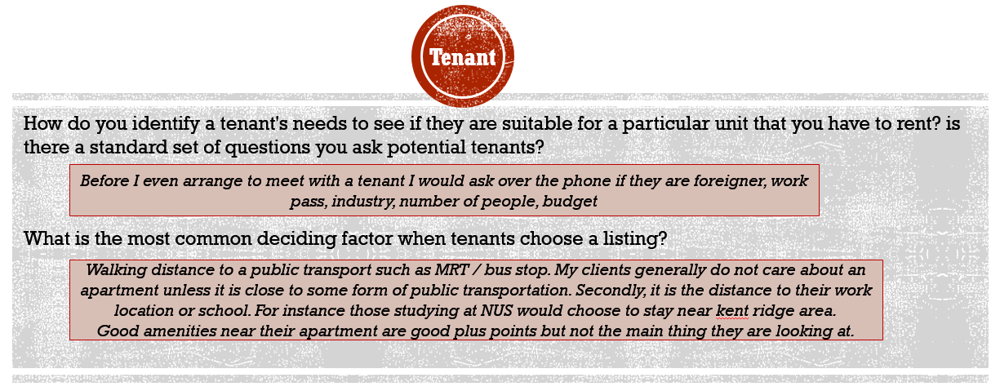 Tenant
How do you identify a tenant's needs to see if they are suitable for a particular unit that you have to rent? is
there a standard set of questions you ask potential tenants?
Before I even arrange to meet with a tenant I would ask over the phone if they are foreigner, work
pass, industry, number of people, budget
What is the most common deciding factor when tenants choose a listing?
Walking distance to a public transport such as MRT / bus stop. My clients generally do not care about an
apartment unless it is close to some form of public transportation. Secondly, it is the distance to their work
location or school. For instance those studying at NUS would choose to stay near kent ridge area.
Good amenities near their apartment are good plus points but not the main thing they are looking at.